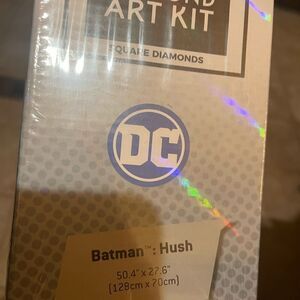 ART KIT
SQUARE DIAMONDS
DC
Batman™: Hush
50.4" x 27.6"
(128cm x 70cm)